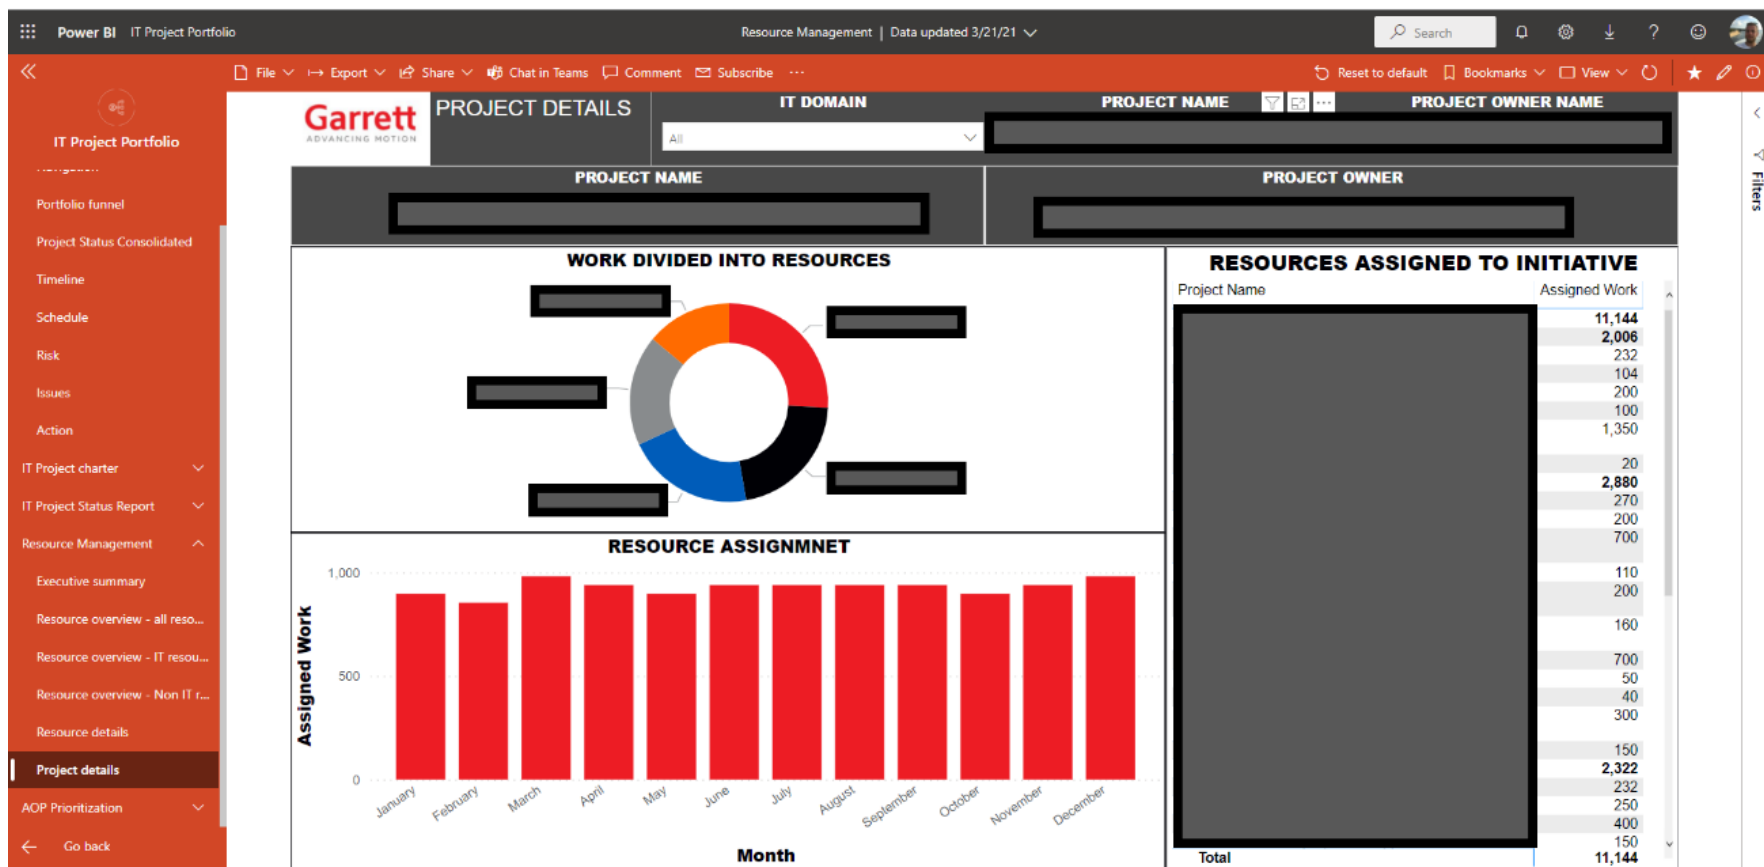 Power BI IT Project Portfolio
Resource Management | Data updated 3/21/21
Search
File Export Share Chat in Teams Comment Subscribe ...
Reset to default Bookmarks View
IT Project Portfolio
Navigation
Portfolio funnel
Project Status Consolidated
Timeline
Schedule
Risk
Issues
Action
IT Project charter
IT Project Status Report
Resource Management
Executive summary
Resource overview - all reso...
Resource overview - IT resou...
Resource overview - Non IT r...
Resource details
Project details
AOP Prioritization
Go back
Garrett
ADVANCING MOTION
PROJECT DETAILS
IT DOMAIN
All
PROJECT NAME
PROJECT OWNER NAME
Filters
PROJECT NAME
PROJECT OWNER
WORK DIVIDED INTO RESOURCES
RESOURCE ASSIGNMNET
Assigned Work
1,000
500
0
January February March April May June July August September October November December
Month
RESOURCES ASSIGNED TO INITIATIVE
Project Name Assigned Work
11,144
2,006
232
104
200
100
1,350
20
2,880
270
200
700
110
200
160
700
50
40
300
150
2,322
232
250
400
150
Total 11,144